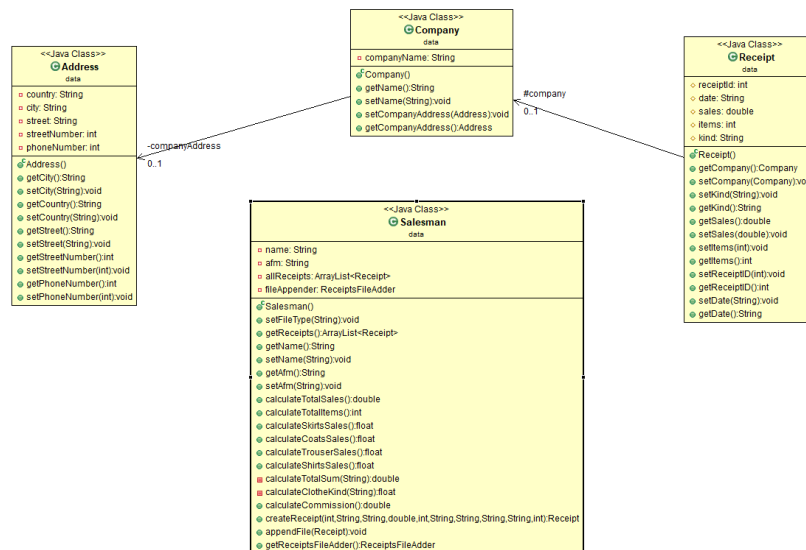 <<Java Class>>
Address
data
country: String
city: String
street: String
streetNumber: int
phoneNumber: int
Address()
getCity():String
setCity(String):void
getCountry():String
setCountry(String):void
getStreet():String
setStreet(String):void
getStreetNumber():int
setStreetNumber(int):void
getPhoneNumber():int
setPhoneNumber(int):void
-companyAddress
0..1
<<Java Class>>
Company
data
companyName: String
Company()
getName():String
setName(String):void
setCompanyAddress(Address):void
getCompanyAddress():Address
#company
0..1
<<Java Class>>
Receipt
data
receiptId: int
date: String
sales: double
items: int
kind: String
Receipt()
getCompany():Company
setCompany(Company):vo
setKind(String):void
getKind():String
getSales():double
setSales(double):void
setItems(int):void
getItems():int
setReceiptID(int):void
getReceiptID():int
setDate(String):void
getDate():String
<<Java Class>>
Salesman
data
name: String
afm: String
allReceipts: ArrayList<Receipt>
fileAppender: ReceiptsFileAdder
Salesman()
setFileType(String):void
getReceipts():ArrayList<Receipt>
getName():String
setName(String):void
getAfm():String
setAfm(String):void
calculateTotalSales():double
calculateTotalItems():int
calculateSkirtsSales():float
calculateCoatsSales():float
calculateTrouserSales():float
calculateShirtsSales():float
calculateTotalSum(String):double
calculateClotheKind(String):float
calculateCommission():double
createReceipt(int,String,String,double,int,String,String,String,String,int):Receipt
appendFile(Receipt):void
getReceiptsFileAdder():ReceiptsFileAdder